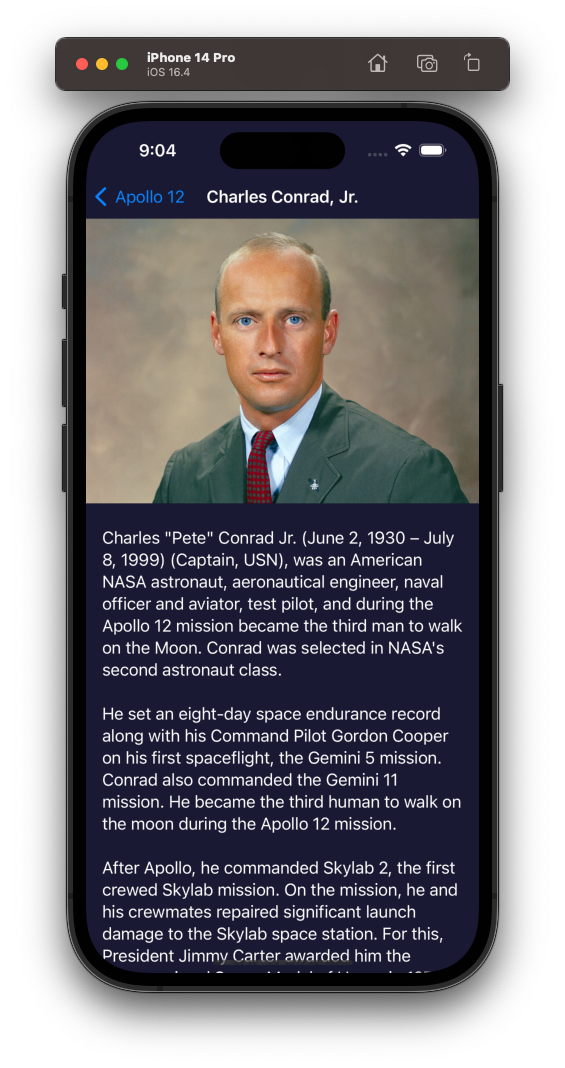 iPhone 14 Pro
iOS 16.4
9:04
Apollo 12 Charles Conrad, Jr.
Charles "Pete" Conrad Jr. (June 2, 1930 – July
8, 1999) (Captain, USN), was an American
NASA astronaut, aeronautical engineer, naval
officer and aviator, test pilot, and during the
Apollo 12 mission became the third man to walk
on the Moon. Conrad was selected in NASA's
second astronaut class.
He set an eight-day space endurance record
along with his Command Pilot Gordon Cooper
on his first spaceflight, the Gemini 5 mission.
Conrad also commanded the Gemini 11
mission. He became the third human to walk on
the moon during the Apollo 12 mission.
After Apollo, he commanded Skylab 2, the first
crewed Skylab mission. On the mission, he and
his crewmates repaired significant launch
damage to the Skylab space station. For this,
President Jimmy Carter awarded him the